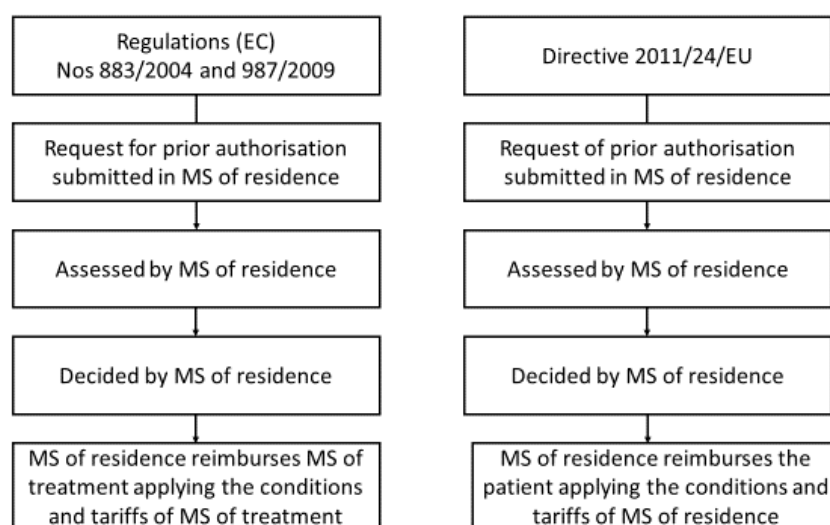 Regulations (EC)
Nos 883/2004 and 987/2009
Request for prior authorisation
submitted in MS of residence
Assessed by MS of residence
Decided by MS of residence
MS of residence reimburses MS of
treatment applying the conditions
and tariffs of MS of treatment
Directive 2011/24/EU
Request of prior authorisation
submitted in MS of residence
Assessed by MS of residence
Decided by MS of residence
MS of residence reimburses the
patient applying the conditions and
tariffs of MS of residence